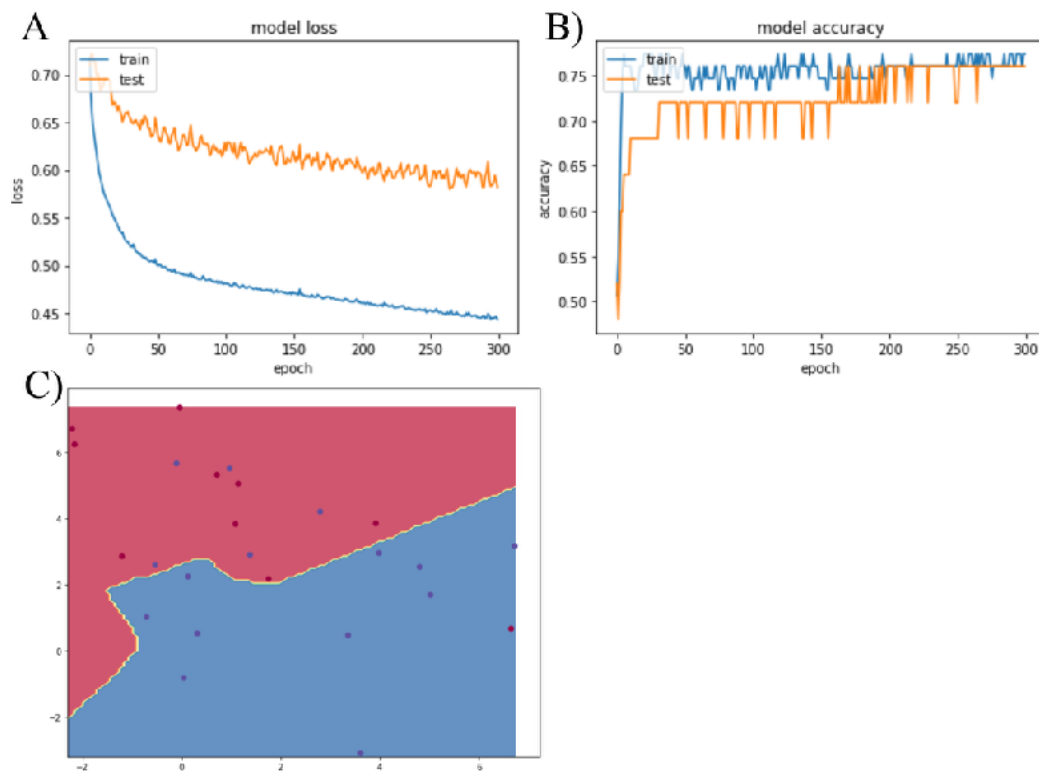 A
model loss
train
test
0.70
0.65
0.60
0.55
0.50
0.45
loss
0 50 100 150 200 250 300
epoch
B)
model accuracy
train
test
0.75
0.70
0.65
0.60
0.55
0.50
accuracy
0 50 100 150 200 250 300
epoch
C)
6
4
2
0
−2
−2 0 2 4 6